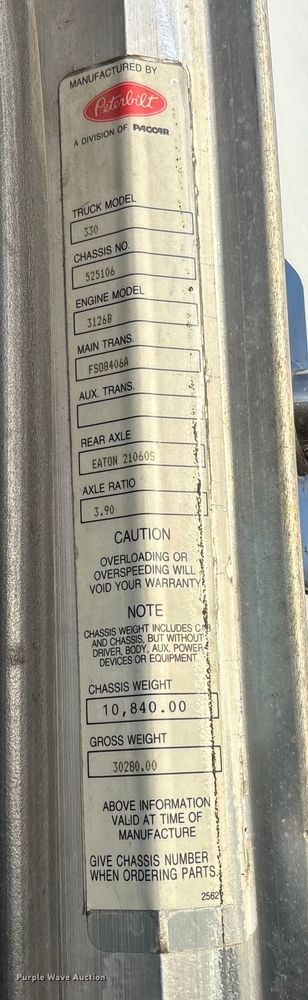 MANUFACTURED BY
Peterbilt
A DIVISION OF PACCAR
TRUCK MODEL
330
CHASSIS NO.
525106
ENGINE MODEL
3126B
MAIN TRANS.
FS08406A
AUX. TRANS.
REAR AXLE
EATON 21060S
AXLE RATIO
3.90
CAUTION
OVERLOADING OR
OVERSPEEDING WILL
VOID YOUR WARRANTY
NOTE
CHASSIS WEIGHT INCLUDES CAB
AND CHASSIS, BUT WITHOUT
DRIVER, BODY, AUX. POWER
DEVICES OR EQUIPMENT.
CHASSIS WEIGHT
10,840.00
GROSS WEIGHT
30280.00
ABOVE INFORMATION
VALID AT TIME OF
MANUFACTURE
GIVE CHASSIS NUMBER
WHEN ORDERING PARTS.
2562
Purple Wave Auction